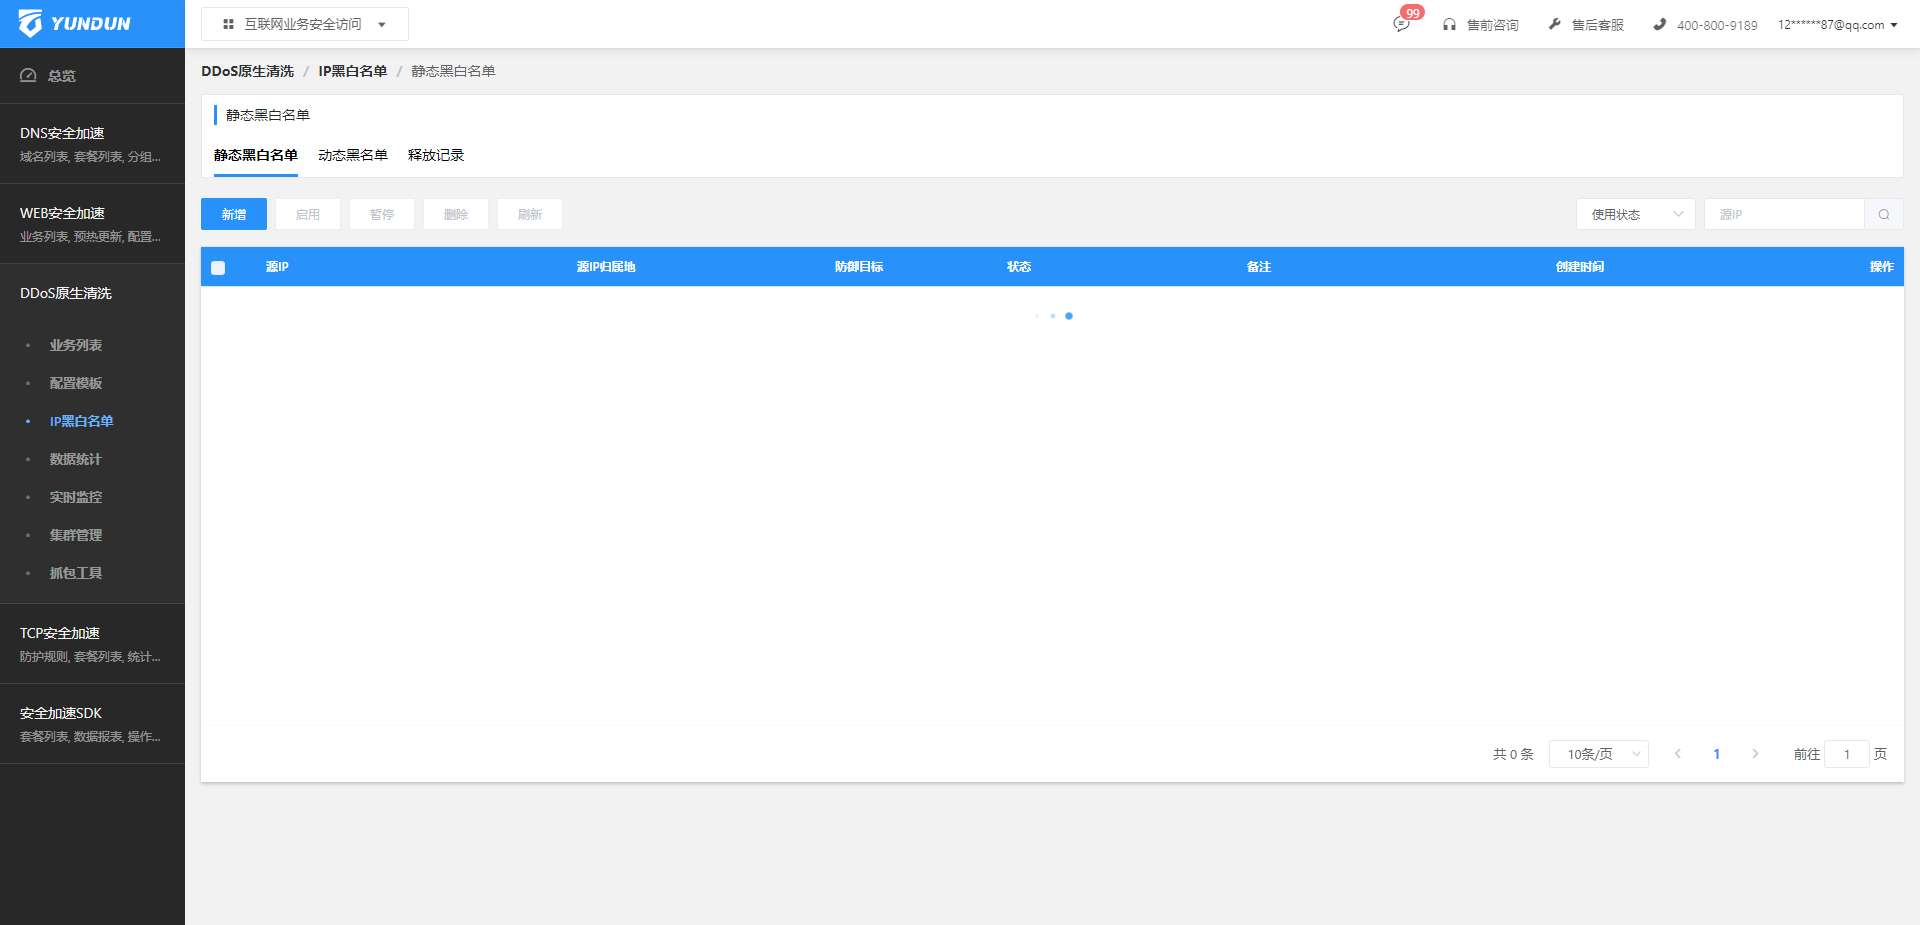 YUNDUN
互联网业务安全访问
99
售前咨询
售后客服
400-800-9189
12******87@qq.com
总览
DNS安全加速
域名列表, 套餐列表, 分组...
WEB安全加速
业务列表, 预热更新, 配置...
DDoS原生清洗
业务列表
配置模板
IP黑白名单
数据统计
实时监控
集群管理
抓包工具
TCP安全加速
防护规则, 套餐列表, 统计...
安全加速SDK
套餐列表, 数据报表, 操作...
DDoS原生清洗 / IP黑白名单 / 静态黑白名单
静态黑白名单
静态黑白名单 动态黑名单 释放记录
新增 启用 暂停 删除 刷新 使用状态 源IP
源IP 源IP归属地 防御目标 状态 备注 创建时间 操作
共 0 条 10条/页 1 前往 1 页